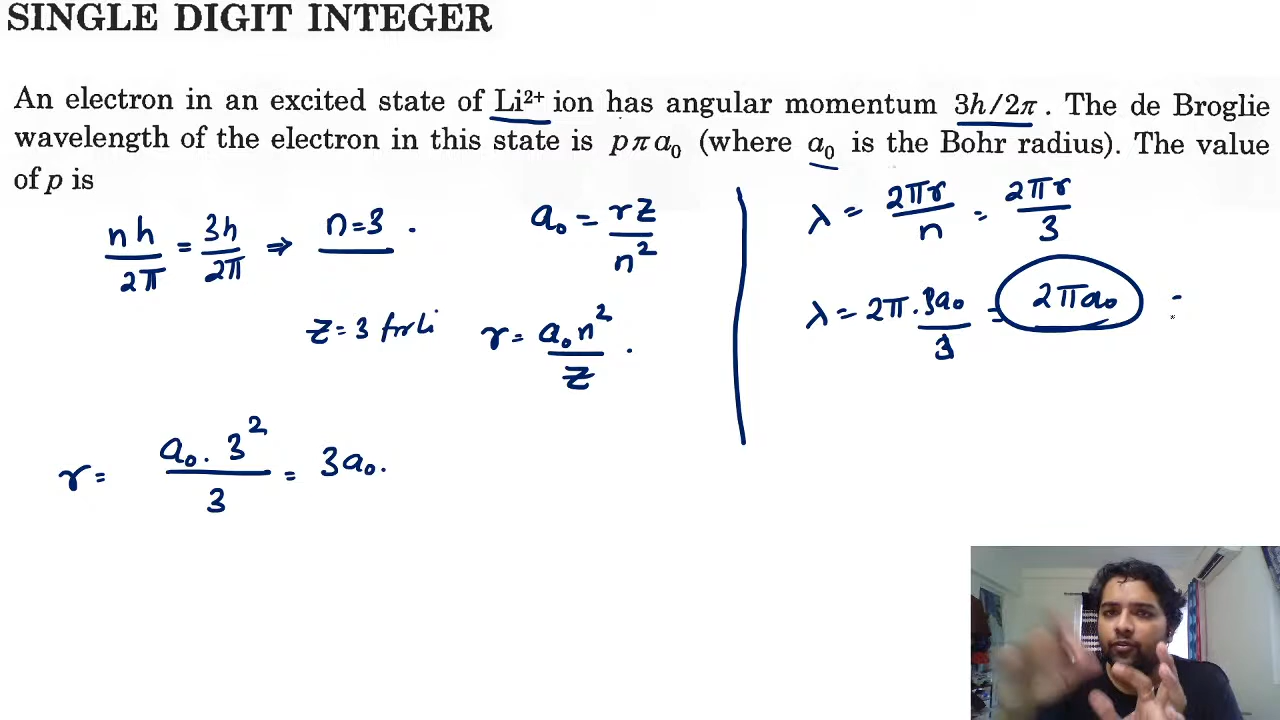 SINGLE DIGIT INTEGER
An electron in an excited state of Li²⁺ ion has angular momentum 3h/2π. The de Broglie
wavelength of the electron in this state is pπa₀ (where a₀ is the Bohr radius). The value
of p is
nh/2π = 3h/2π ⇒ n=3.
a₀ = rz/n²
z=3 for Li
r = a₀n²/z.
r = a₀.3²/3 = 3a₀.
λ = 2πr/n = 2πr/3
λ = 2π.3a₀/3 = 2πa₀